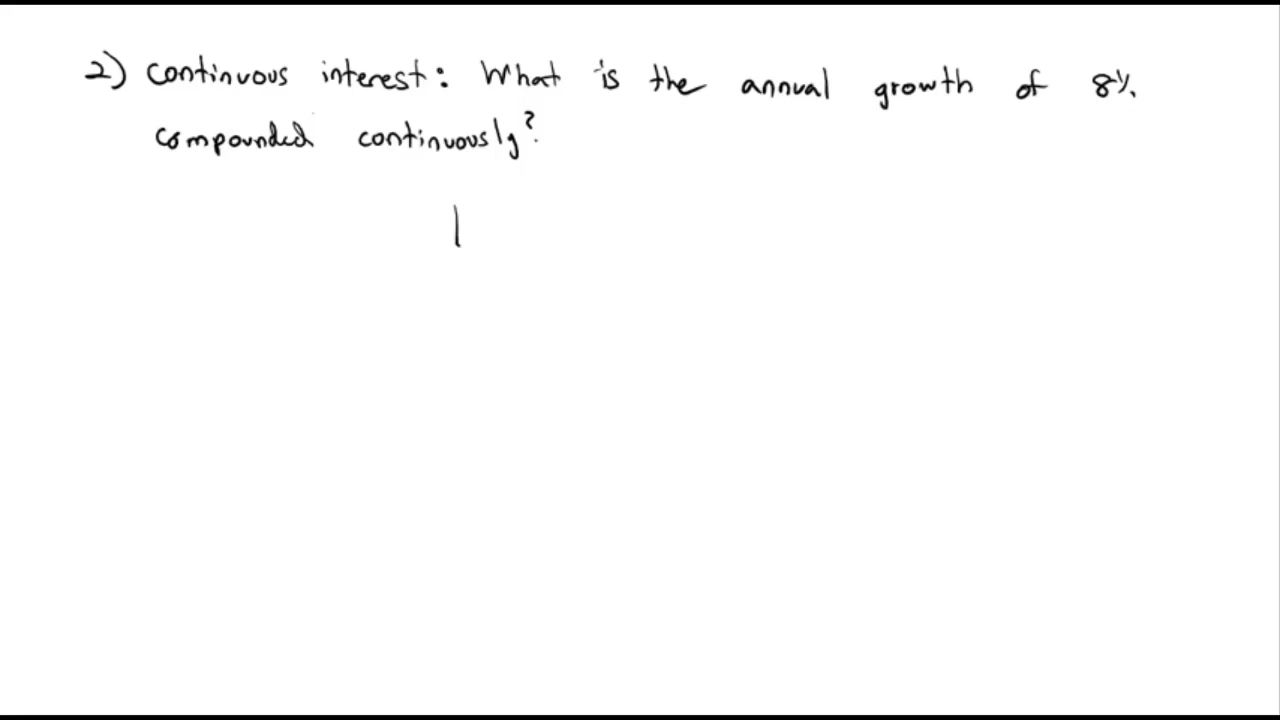 2) continuous interest: What is the annual growth of 8%
compounded continuously?
|